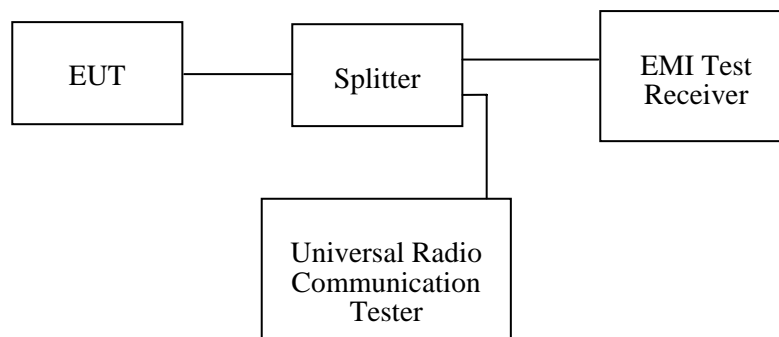 EUT
Splitter
EMI Test
Receiver
Universal Radio
Communication
Tester